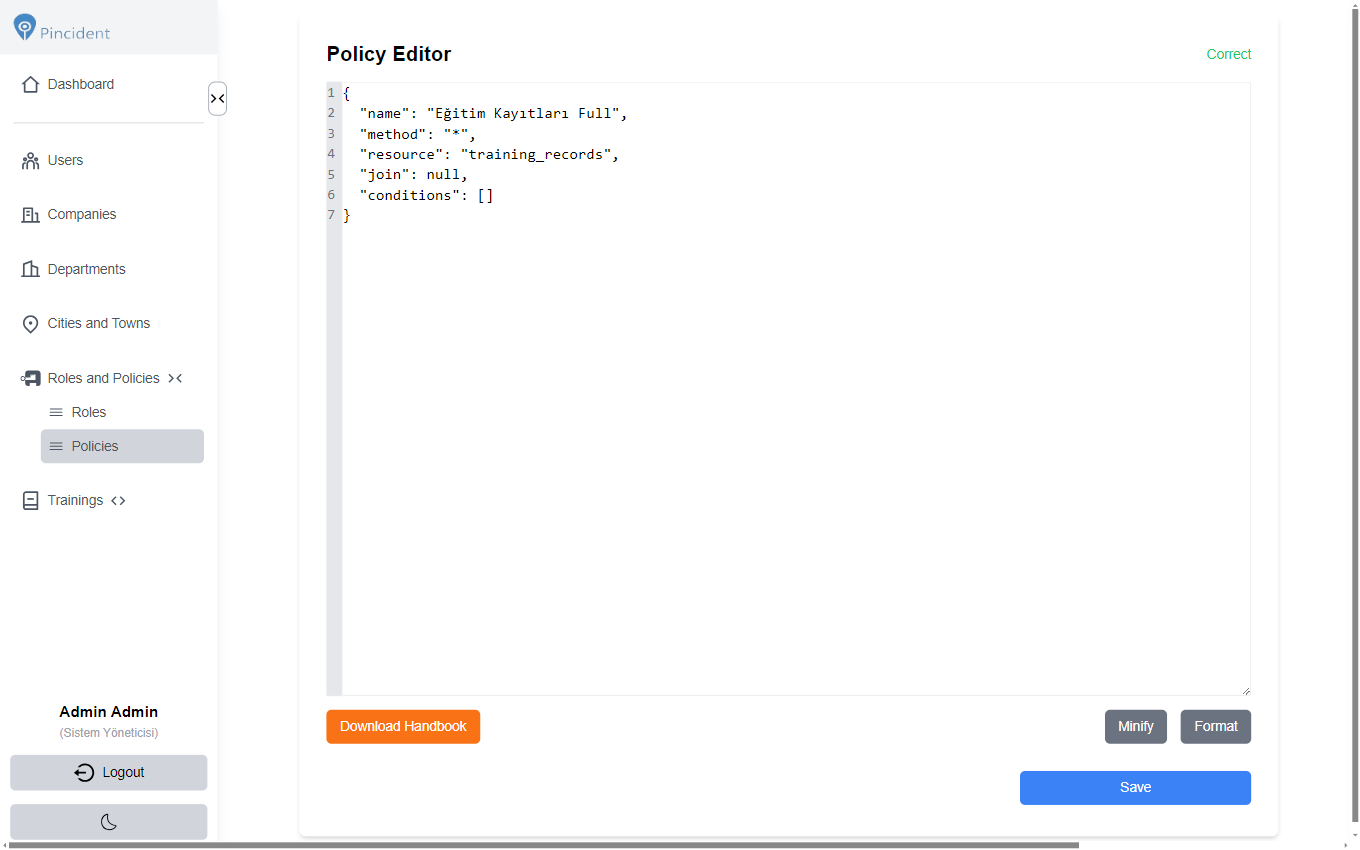 Pincident
Dashboard
Users
Companies
Departments
Cities and Towns
Roles and Policies
Roles
Policies
Trainings
Admin Admin
(Sistem Yöneticisi)
Logout
Policy Editor
Correct
1 {
2 "name": "Eğitim Kayıtları Full",
3 "method": "*",
4 "resource": "training_records",
5 "join": null,
6 "conditions": []
7 }
Download Handbook
Minify
Format
Save